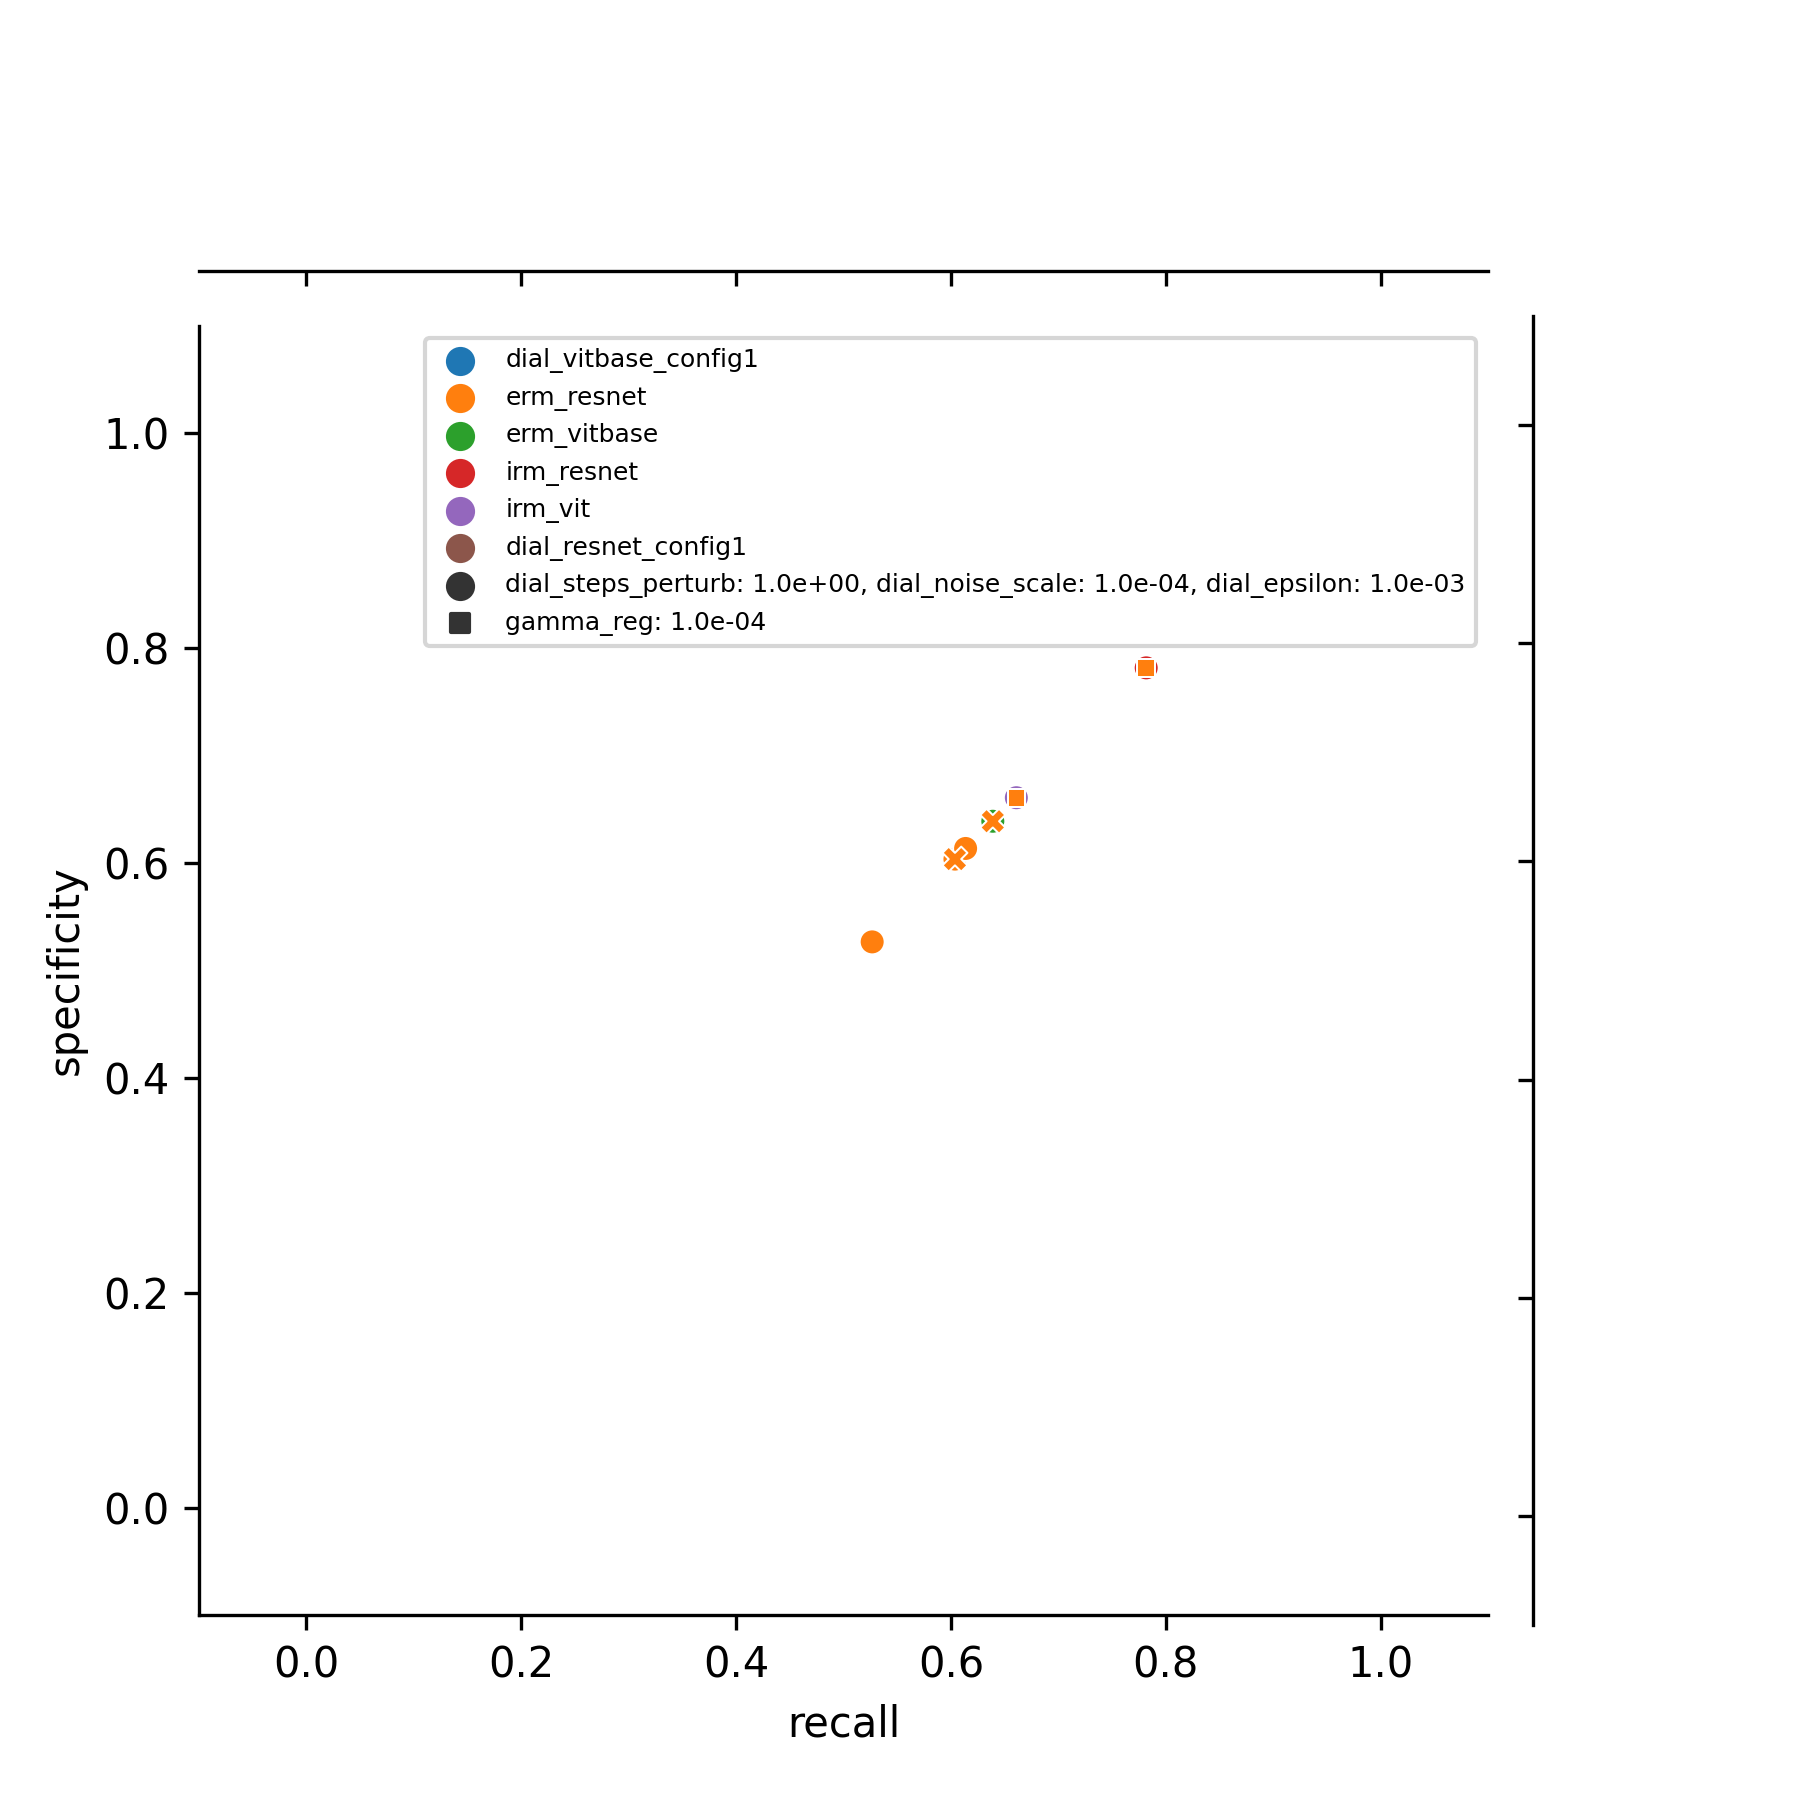 dial_vitbase_config1
erm_resnet
erm_vitbase
irm_resnet
irm_vit
dial_resnet_config1
dial_steps_perturb: 1.0e+00, dial_noise_scale: 1.0e-04, dial_epsilon: 1.0e-03
gamma_reg: 1.0e-04
1.0
0.8
0.6
0.4
0.2
0.0
specificity
0.0 0.2 0.4 0.6 0.8 1.0
recall